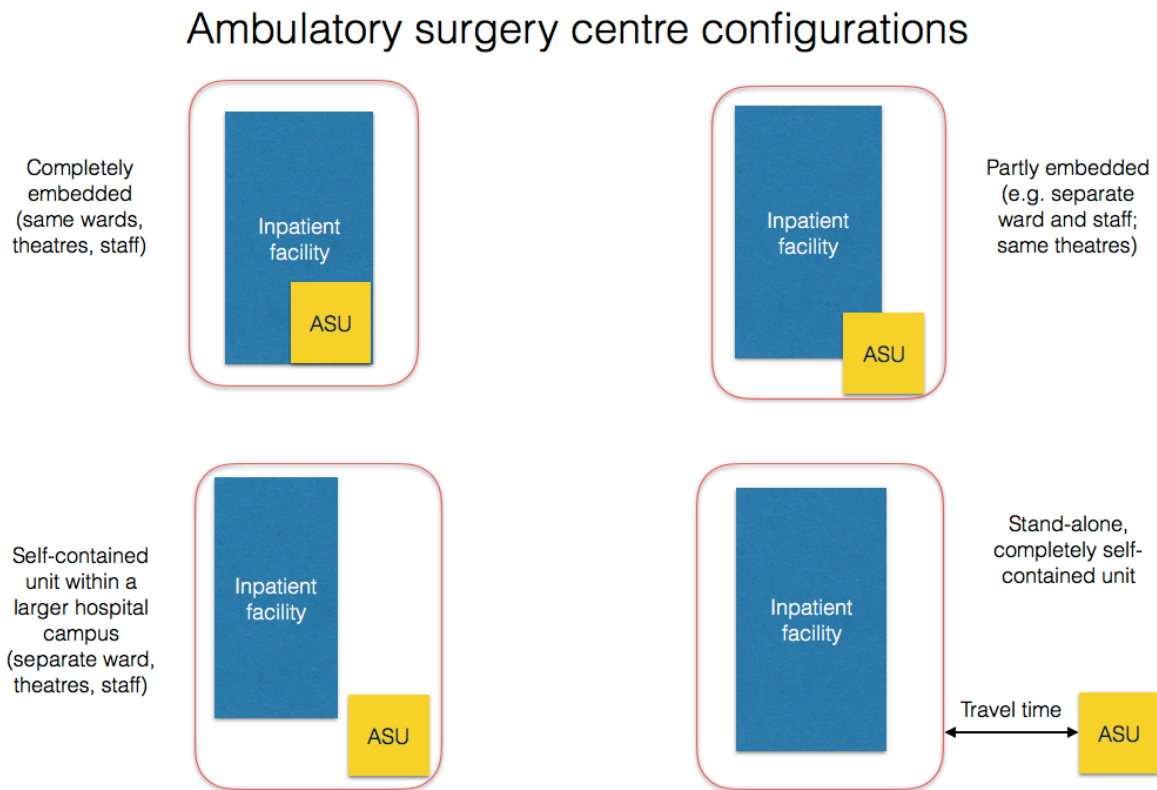 Ambulatory surgery centre configurations
Completely
embedded
(same wards,
theatres, staff)
Inpatient
facility
ASU
Inpatient
facility
ASU
Partly embedded
(e.g. separate
ward and staff;
same theatres)
Self-contained
unit within a
larger hospital
campus
(separate ward,
theatres, staff)
Inpatient
facility
ASU
Inpatient
facility
Stand-alone,
completely self-
contained unit
Travel time
ASU